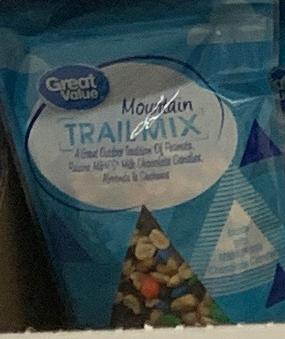 Great
Value
Mountain
TRAIL MIX
A Great Outdoor Tradition Of Peanuts,
Raisins M&M'S® Milk Chocolate Candies,
Almonds & Cashews